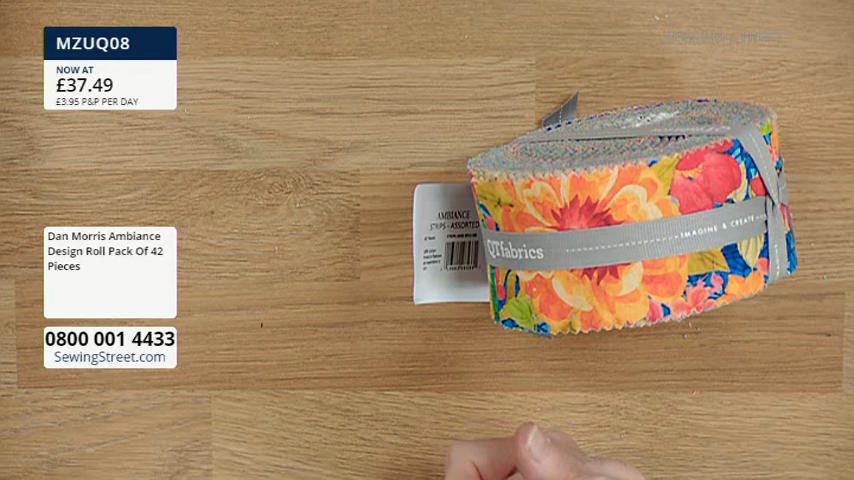 MZUQ08
NOW AT
£37.49
£3.95 P&P PER DAY
Dan Morris Ambiance
Design Roll Pack Of 42
Pieces
0800 001 4433
SewingStreet.com
AMBIANCE
STRIPS - ASSORTED
QTfabrics
IMAGINE & CREATE